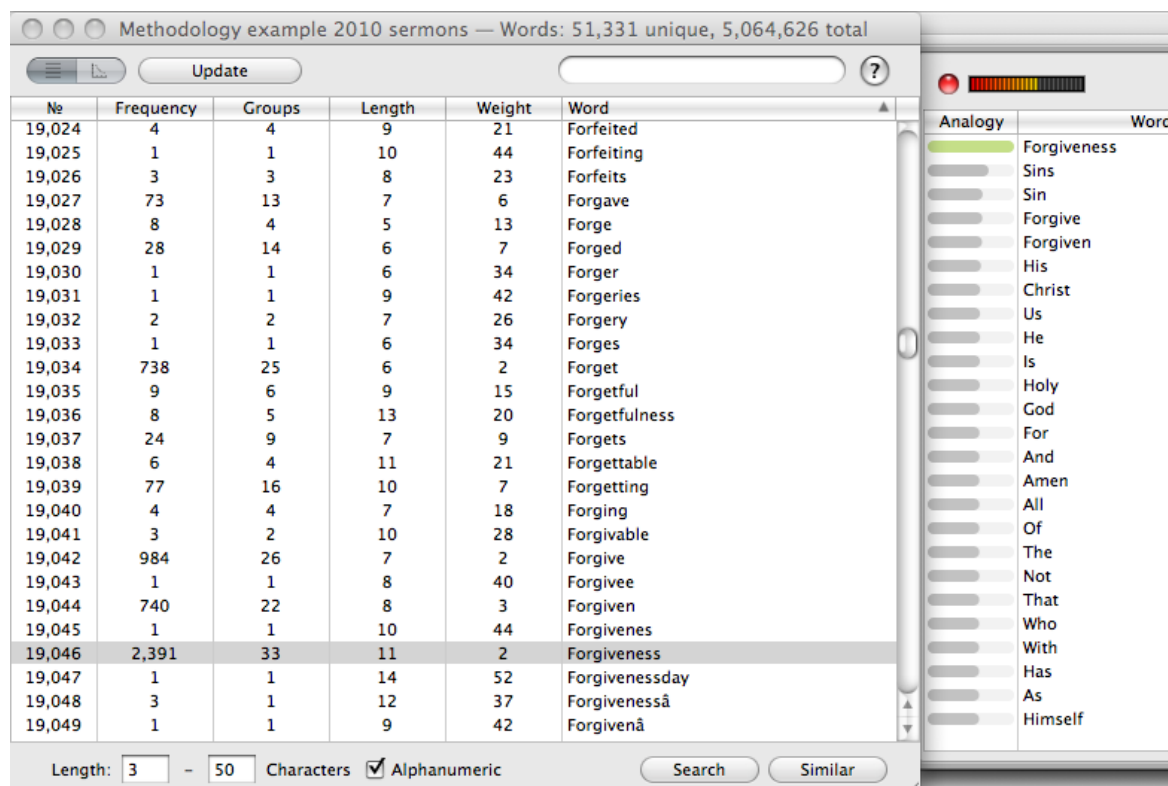 Methodology example 2010 sermons — Words: 51,331 unique, 5,064,626 total
Update
?
№ Frequency Groups Length Weight Word
19,024 4 4 9 21 Forfeited
19,025 1 1 10 44 Forfeiting
19,026 3 3 8 23 Forfeits
19,027 73 13 7 6 Forgave
19,028 8 4 5 13 Forge
19,029 28 14 6 7 Forged
19,030 1 1 6 34 Forger
19,031 1 1 9 42 Forgeries
19,032 2 2 7 26 Forgery
19,033 1 1 6 34 Forges
19,034 738 25 6 2 Forget
19,035 9 6 9 15 Forgetful
19,036 8 5 13 20 Forgetfulness
19,037 24 9 7 9 Forgets
19,038 6 4 11 21 Forgettable
19,039 77 16 10 7 Forgetting
19,040 4 4 7 18 Forging
19,041 3 2 10 28 Forgivable
19,042 984 26 7 2 Forgive
19,043 1 1 8 40 Forgivee
19,044 740 22 8 3 Forgiven
19,045 1 1 10 44 Forgivenes
19,046 2,391 33 11 2 Forgiveness
19,047 1 1 14 52 Forgivenessday
19,048 3 1 12 37 Forgivenessâ
19,049 1 1 9 42 Forgivenâ
Length: 3 – 50 Characters Alphanumeric Search Similar
Analogy Word
Forgiveness
Sins
Sin
Forgive
Forgiven
His
Christ
Us
He
Is
Holy
God
For
And
Amen
All
Of
The
Not
That
Who
With
Has
As
Himself